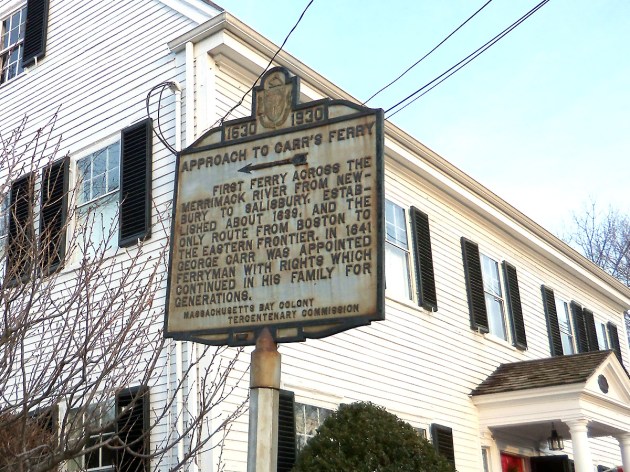 1630 1930
APPROACH TO CARR'S FERRY
FIRST FERRY ACROSS THE
MERRIMACK RIVER FROM NEW-
BURY TO SALISBURY, ESTAB-
LISHED ABOUT 1639, AND THE
ONLY ROUTE FROM BOSTON TO
THE EASTERN FRONTIER. IN 1641
GEORGE CARR WAS APPOINTED
FERRYMAN WITH RIGHTS WHICH
CONTINUED IN HIS FAMILY FOR
GENERATIONS.
MASSACHUSETTS BAY COLONY
TERCENTENARY COMMISSION